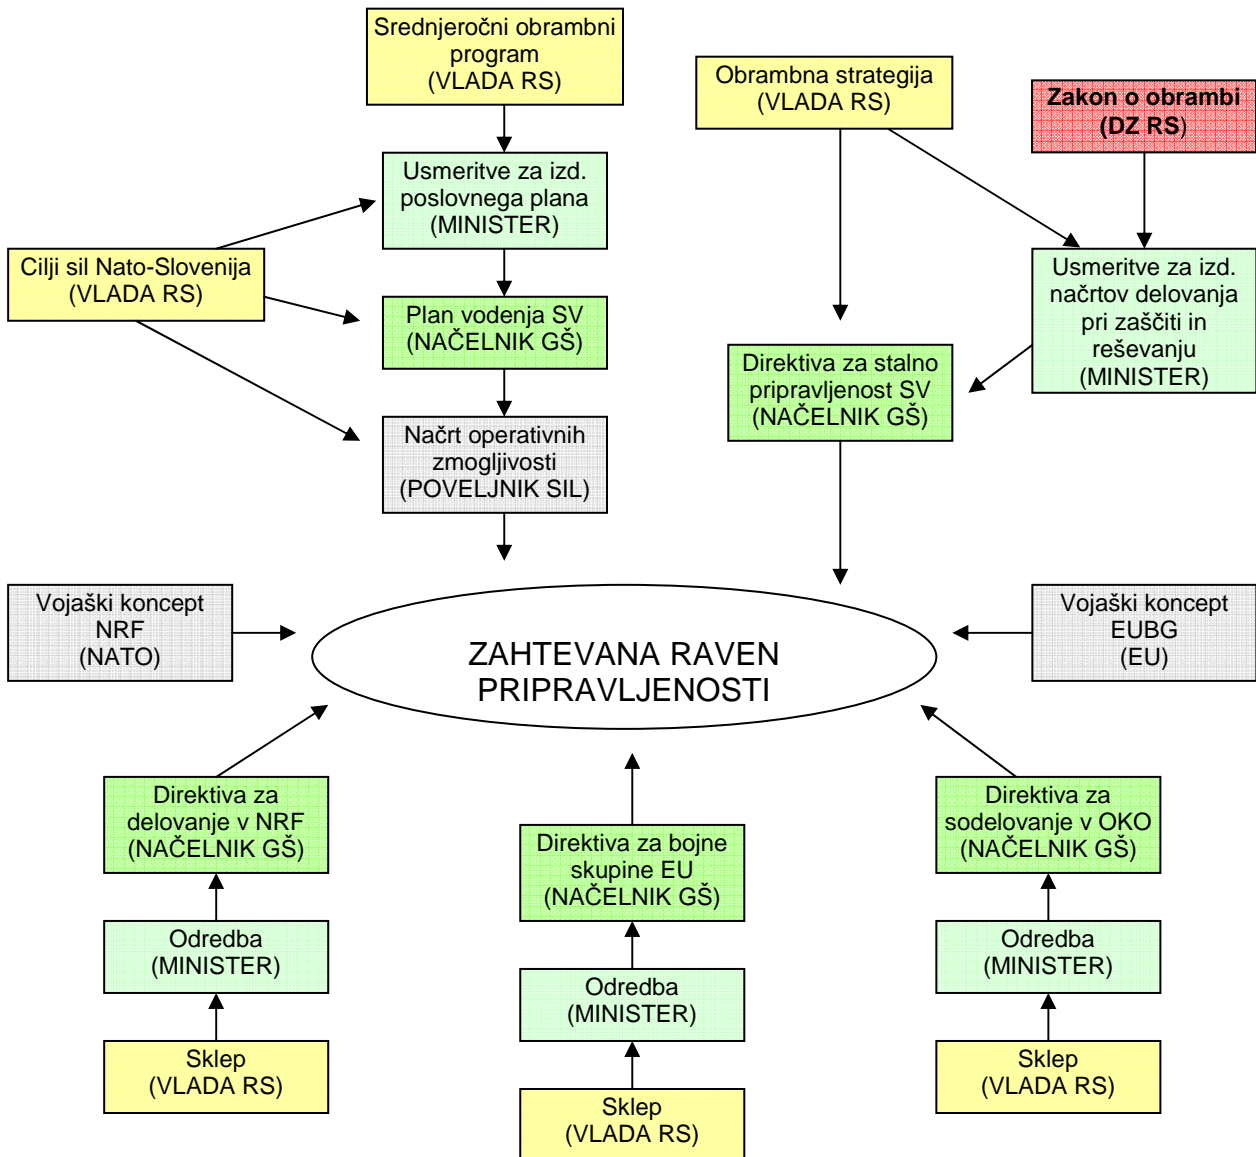 Srednjeročni obrambni
program
(VLADA RS)
Obrambna strategija
(VLADA RS)
Zakon o obrambi
(DZ RS)
Usmeritve za izd.
poslovnega plana
(MINISTER)
Cilji sil Nato-Slovenija
(VLADA RS)
Usmeritve za izd.
načrtov delovanja
pri zaščiti in
reševanju
(MINISTER)
Plan vodenja SV
(NAČELNIK GŠ)
Direktiva za stalno
pripravljenost SV
(NAČELNIK GŠ)
Načrt operativnih
zmogljivosti
(POVELJNIK SIL)
Vojaški koncept
NRF
(NATO)
ZAHTEVANA RAVEN
PRIPRAVLJENOSTI
Vojaški koncept
EUBG
(EU)
Direktiva za
delovanje v NRF
(NAČELNIK GŠ)
Direktiva za bojne
skupine EU
(NAČELNIK GŠ)
Direktiva za
sodelovanje v OKO
(NAČELNIK GŠ)
Odredba
(MINISTER)
Odredba
(MINISTER)
Odredba
(MINISTER)
Sklep
(VLADA RS)
Sklep
(VLADA RS)
Sklep
(VLADA RS)